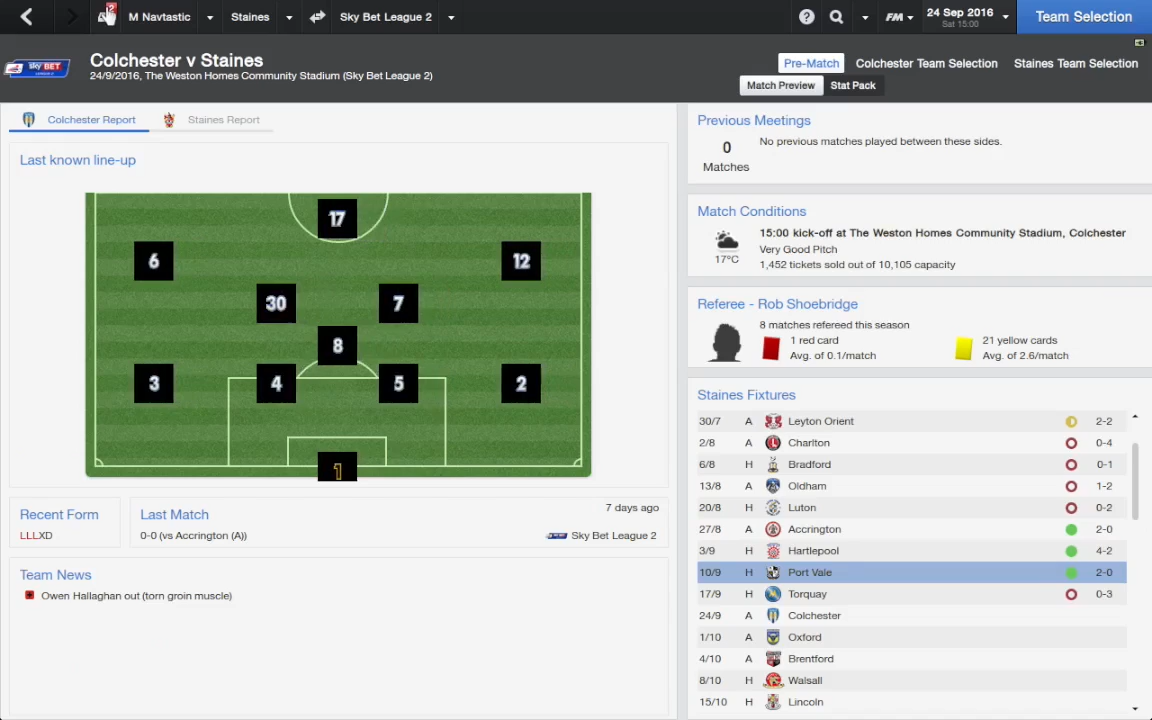 2
M Navtastic
Staines
Sky Bet League 2
?
FM
24 Sep 2016
Sat 15:00
Team Selection
sky BET
Colchester v Staines
24/9/2016, The Weston Homes Community Stadium (Sky Bet League 2)
Pre-Match
Colchester Team Selection
Staines Team Selection
Match Preview
Stat Pack
Colchester Report
Staines Report
Last known line-up
17
6
12
30
7
8
3
4
5
2
1
Recent Form
LLLXD
Last Match
7 days ago
0-0 (vs Accrington (A))
Sky Bet League 2
Team News
Owen Hallaghan out (torn groin muscle)
Previous Meetings
0
Matches
No previous matches played between these sides.
Match Conditions
17°C
15:00 kick-off at The Weston Homes Community Stadium, Colchester
Very Good Pitch
1,452 tickets sold out of 10,105 capacity
Referee - Rob Shoebridge
8 matches refereed this season
1 red card
Avg. of 0.1/match
21 yellow cards
Avg. of 2.6/match
Staines Fixtures
30/7 A Leyton Orient 2-2
2/8 A Charlton 0-4
6/8 H Bradford 0-1
13/8 A Oldham 1-2
20/8 H Luton 0-2
27/8 A Accrington 2-0
3/9 H Hartlepool 4-2
10/9 H Port Vale 2-0
17/9 H Torquay 0-3
24/9 A Colchester
1/10 A Oxford
4/10 A Brentford
8/10 H Walsall
15/10 H Lincoln